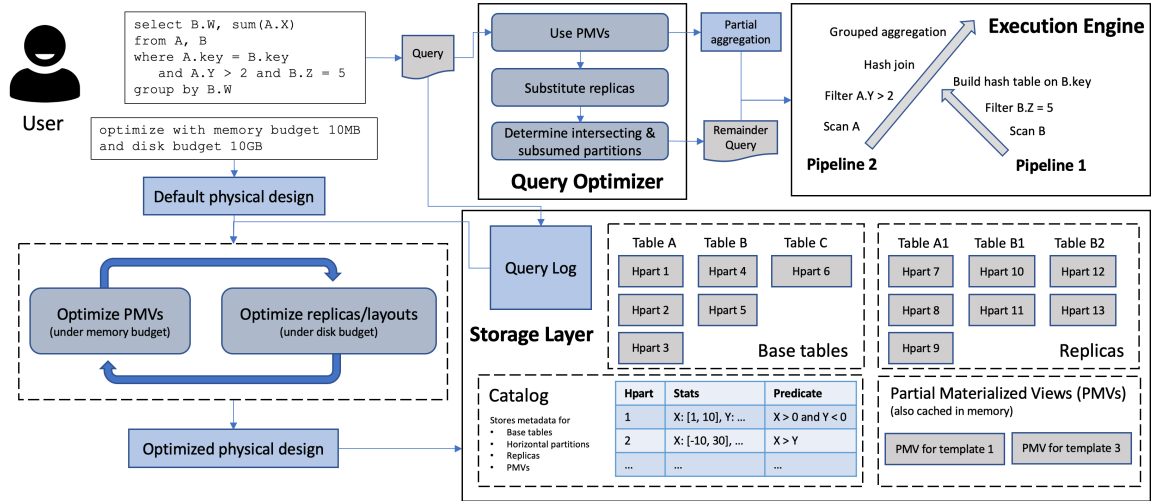 select B.W, sum(A.X)
from A, B
where A.key = B.key
and A.Y > 2 and B.Z = 5
group by B.W
User
optimize with memory budget 10MB
and disk budget 10GB
Query
Use PMVs
Substitute replicas
Determine intersecting &
subsumed partitions
Query Optimizer
Partial
aggregation
Remainder
Query
Execution Engine
Grouped aggregation
Hash join
Filter A.Y > 2
Scan A
Pipeline 2
Build hash table on B.key
Filter B.Z = 5
Scan B
Pipeline 1
Default physical design
Optimize PMVs
(under memory budget)
Optimize replicas/layouts
(under disk budget)
Optimized physical design
Query Log
Storage Layer
Table A
Table B
Table C
Hpart 1
Hpart 4
Hpart 6
Hpart 2
Hpart 5
Hpart 3
Base tables
Table A1
Table B1
Table B2
Hpart 7
Hpart 10
Hpart 12
Hpart 8
Hpart 11
Hpart 13
Hpart 9
Replicas
Catalog
Stores metadata for
• Base tables
• Horizontal partitions
• Replicas
• PMVs
Hpart Stats Predicate
1 X: [1, 10], Y: ... X > 0 and Y < 0
2 X: [-10, 30], ... X > Y
... ... ...
Partial Materialized Views (PMVs)
(also cached in memory)
PMV for template 1
PMV for template 3